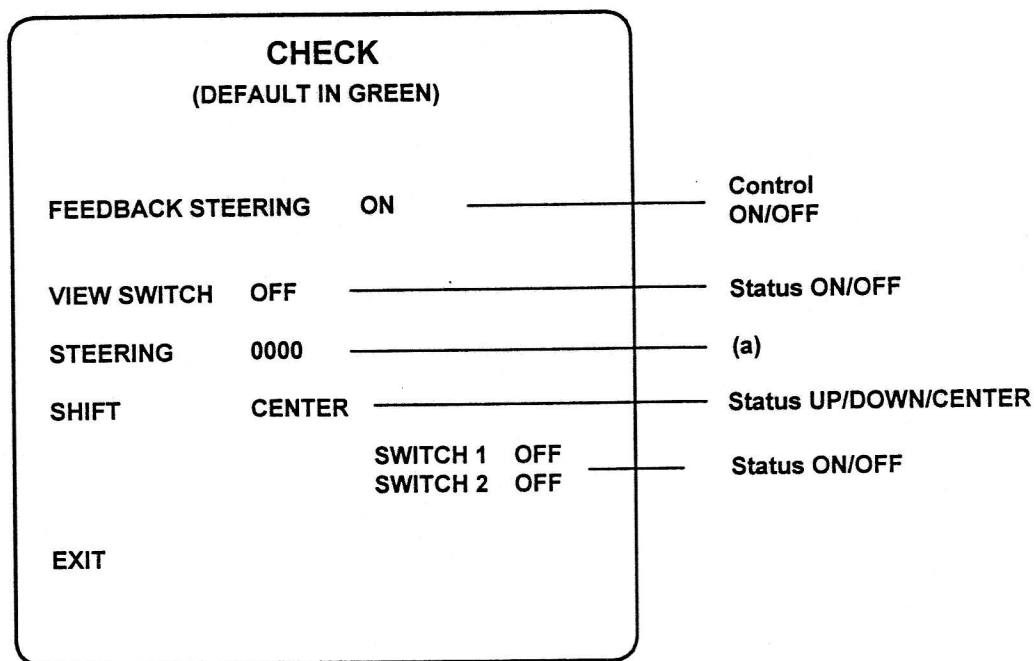 CHECK
(DEFAULT IN GREEN)
FEEDBACK STEERING ON
Control
ON/OFF
VIEW SWITCH OFF
Status ON/OFF
STEERING 0000
(a)
SHIFT CENTER
Status UP/DOWN/CENTER
SWITCH 1 OFF
SWITCH 2 OFF
Status ON/OFF
EXIT